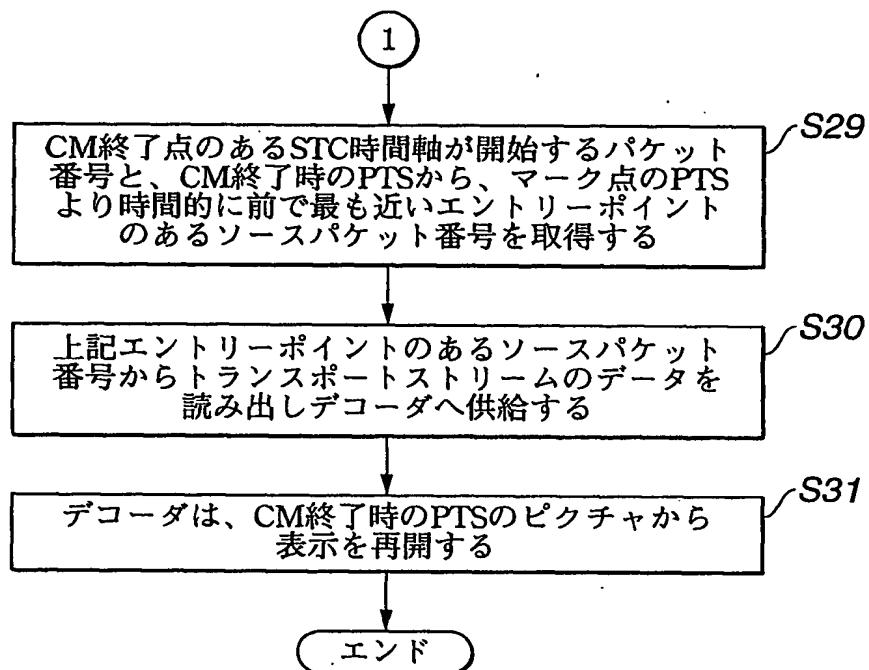 1
S29
CM終了点のあるSTC時間軸が開始するパケット
番号と、CM終了時のPTSから、マーク点のPTS
より時間的に前で最も近いエントリーポイント
のあるソースパケット番号を取得する
S30
上記エントリーポイントのあるソースパケット
番号からトランスポートストリームのデータを
読み出しデコーダへ供給する
S31
デコーダは、CM終了時のPTSのピクチャから
表示を再開する
エンド